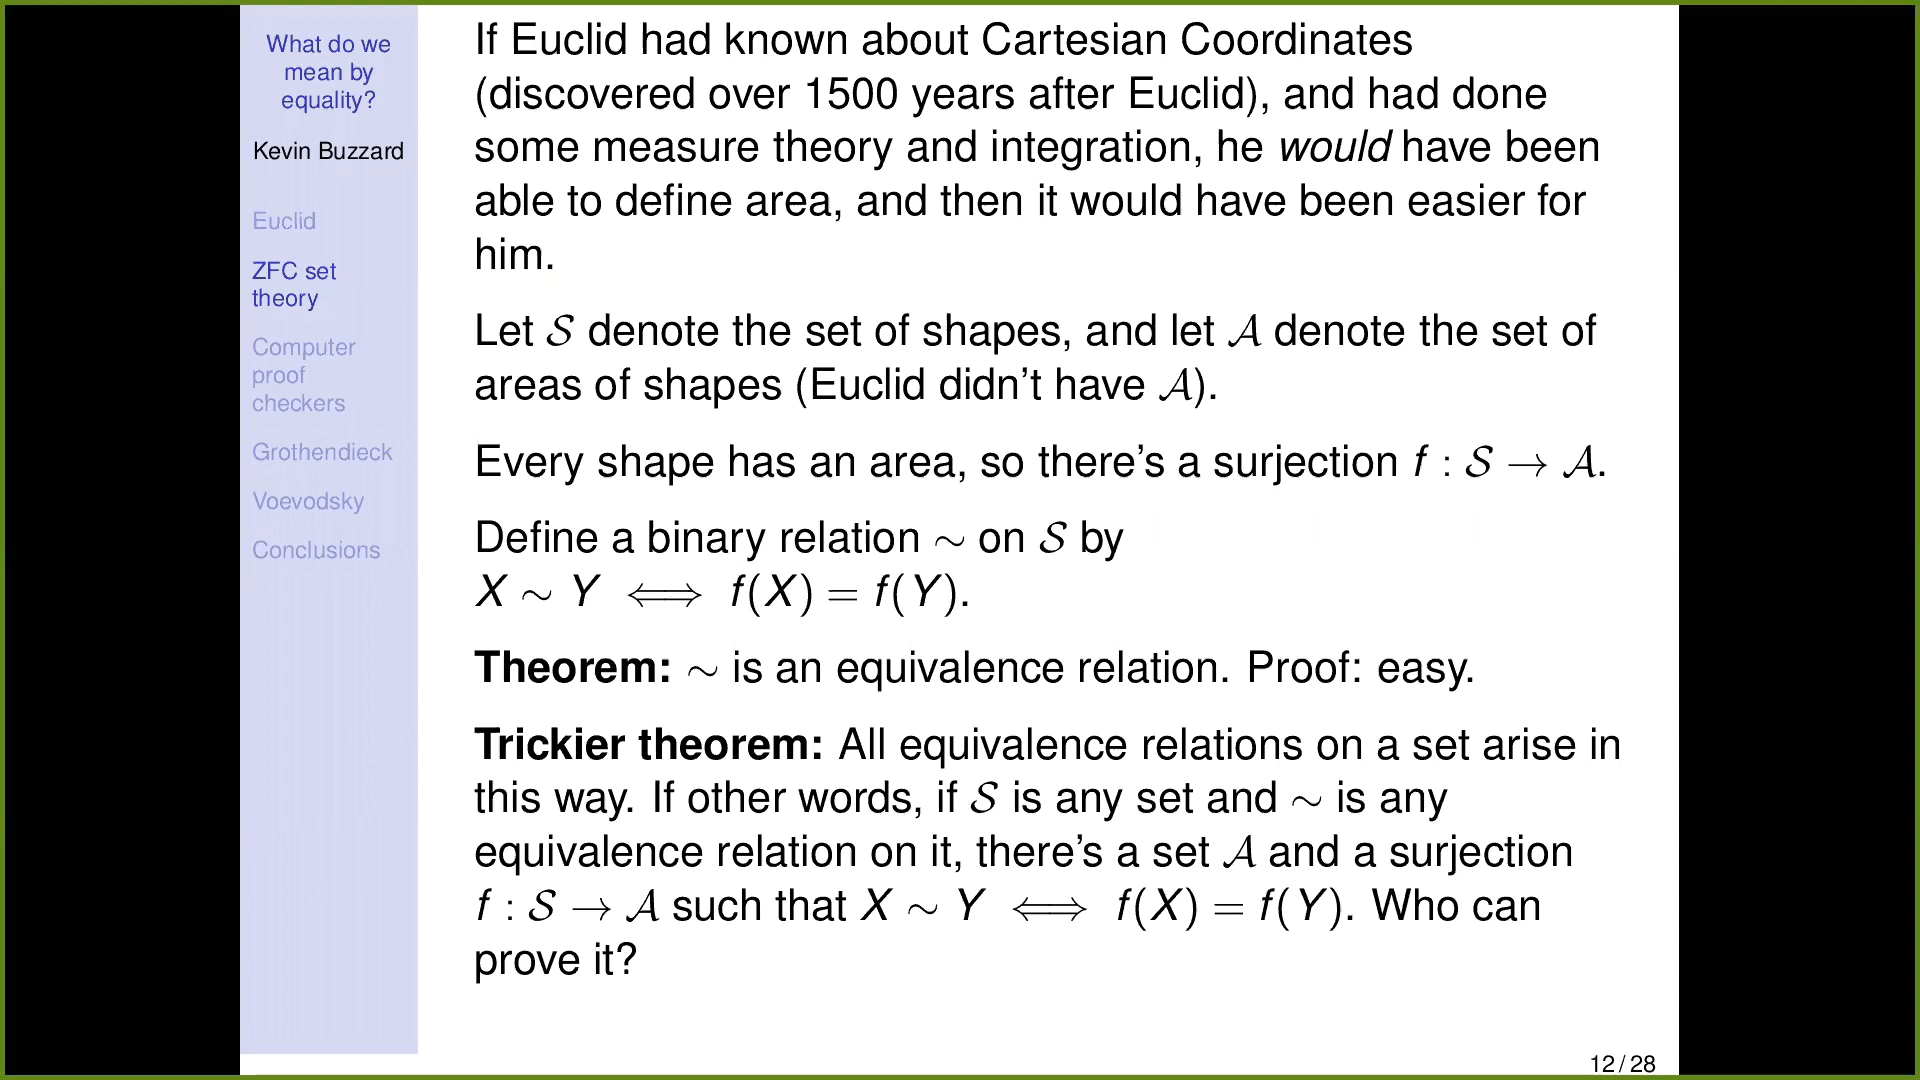 What do we
mean by
equality?
Kevin Buzzard
Euclid
ZFC set
theory
Computer
proof
checkers
Grothendieck
Voevodsky
Conclusions
If Euclid had known about Cartesian Coordinates
(discovered over 1500 years after Euclid), and had done
some measure theory and integration, he would have been
able to define area, and then it would have been easier for
him.
Let 𝒮 denote the set of shapes, and let 𝒜 denote the set of
areas of shapes (Euclid didn't have 𝒜).
Every shape has an area, so there's a surjection f : 𝒮 → 𝒜.
Define a binary relation ∼ on 𝒮 by
X ∼ Y ⟺ f(X) = f(Y).
Theorem: ∼ is an equivalence relation. Proof: easy.
Trickier theorem: All equivalence relations on a set arise in
this way. If other words, if 𝒮 is any set and ∼ is any
equivalence relation on it, there's a set 𝒜 and a surjection
f : 𝒮 → 𝒜 such that X ∼ Y ⟺ f(X) = f(Y). Who can
prove it?
12 / 28